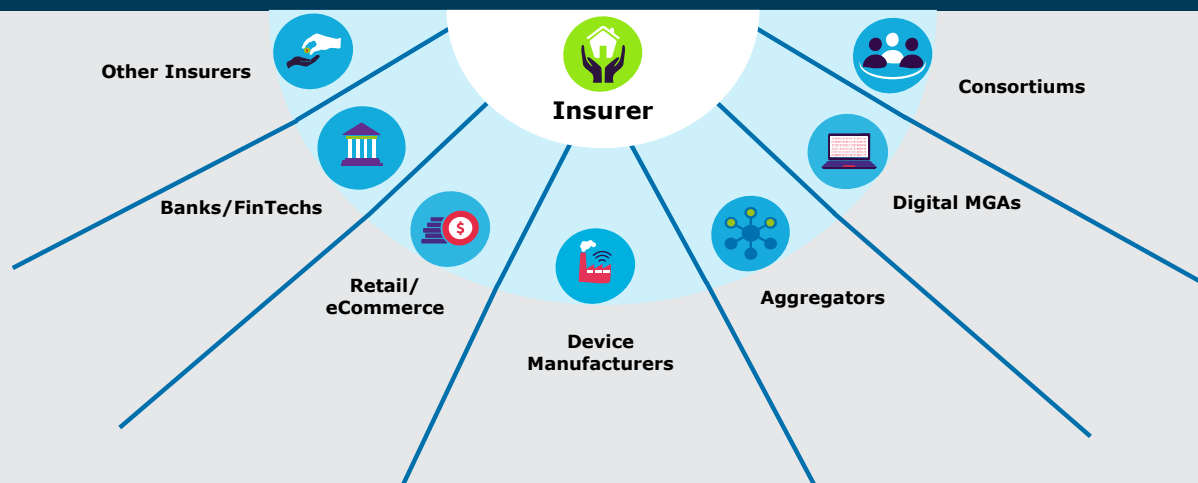 Insurer
Other Insurers
Banks/FinTechs
Retail/
eCommerce
$
Device
Manufacturers
Aggregators
Digital MGAs
Consortiums